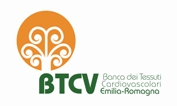 BTCV Banca dei Tessuti
Cardiovascolari
Emilia-Romagna